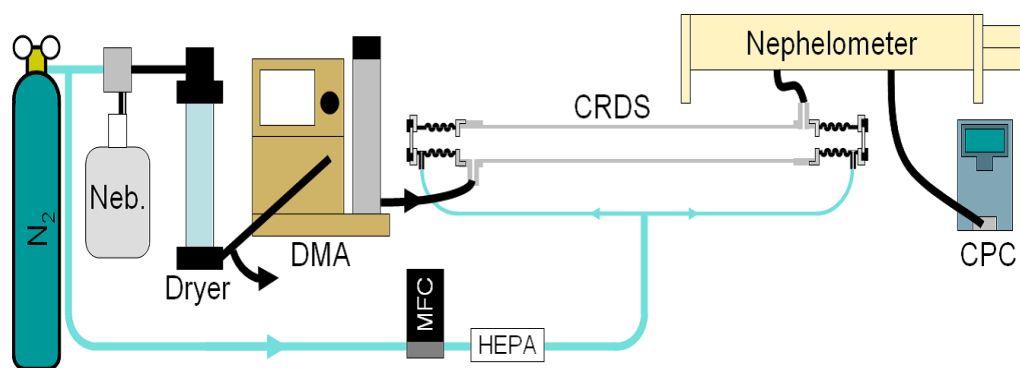 Nephelometer
CRDS
Neb.
N₂
DMA
CPC
Dryer
MFC
HEPA